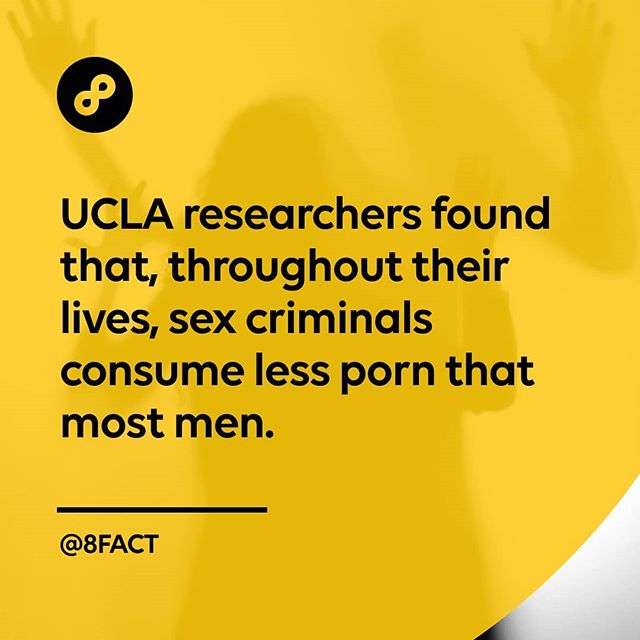 UCLA researchers found
that, throughout their
lives, sex criminals
consume less porn that
most men.
@8FACT